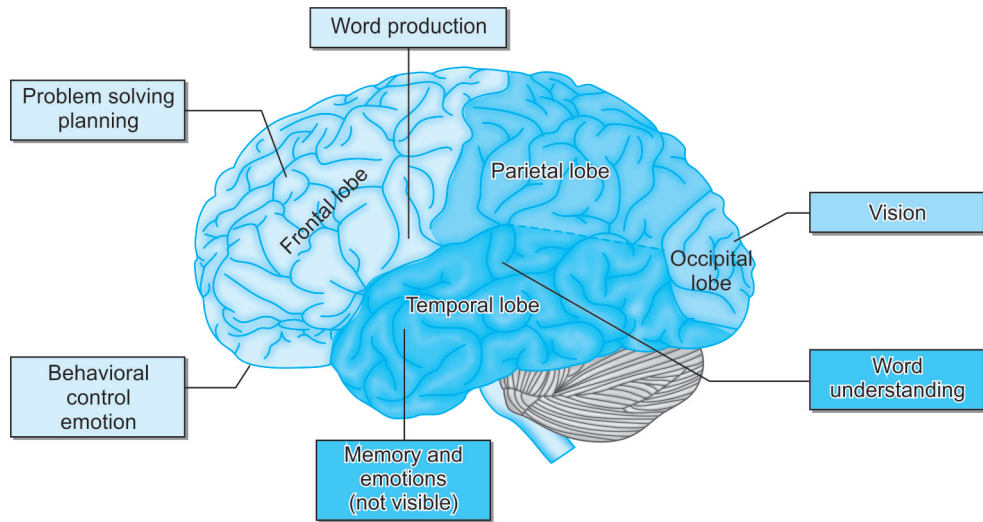 Word production
Problem solving
planning
Frontal lobe
Parietal lobe
Vision
Occipital
lobe
Temporal lobe
Behavioral
control
emotion
Word
understanding
Memory and
emotions
(not visible)